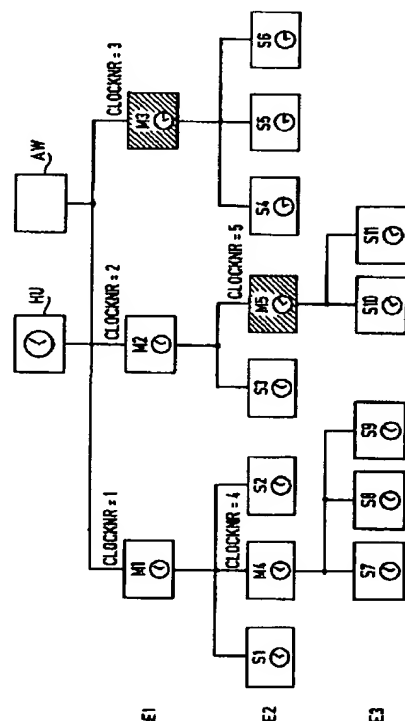 HU
AW
CLOCKNR = 1
CLOCKNR = 2
CLOCKNR = 3
E1
M1
M2
M3
CLOCKNR = 4
CLOCKNR = 5
E2
S1
M4
S2
S3
M5
S4
S5
S6
E3
S7
S8
S9
S10
S11